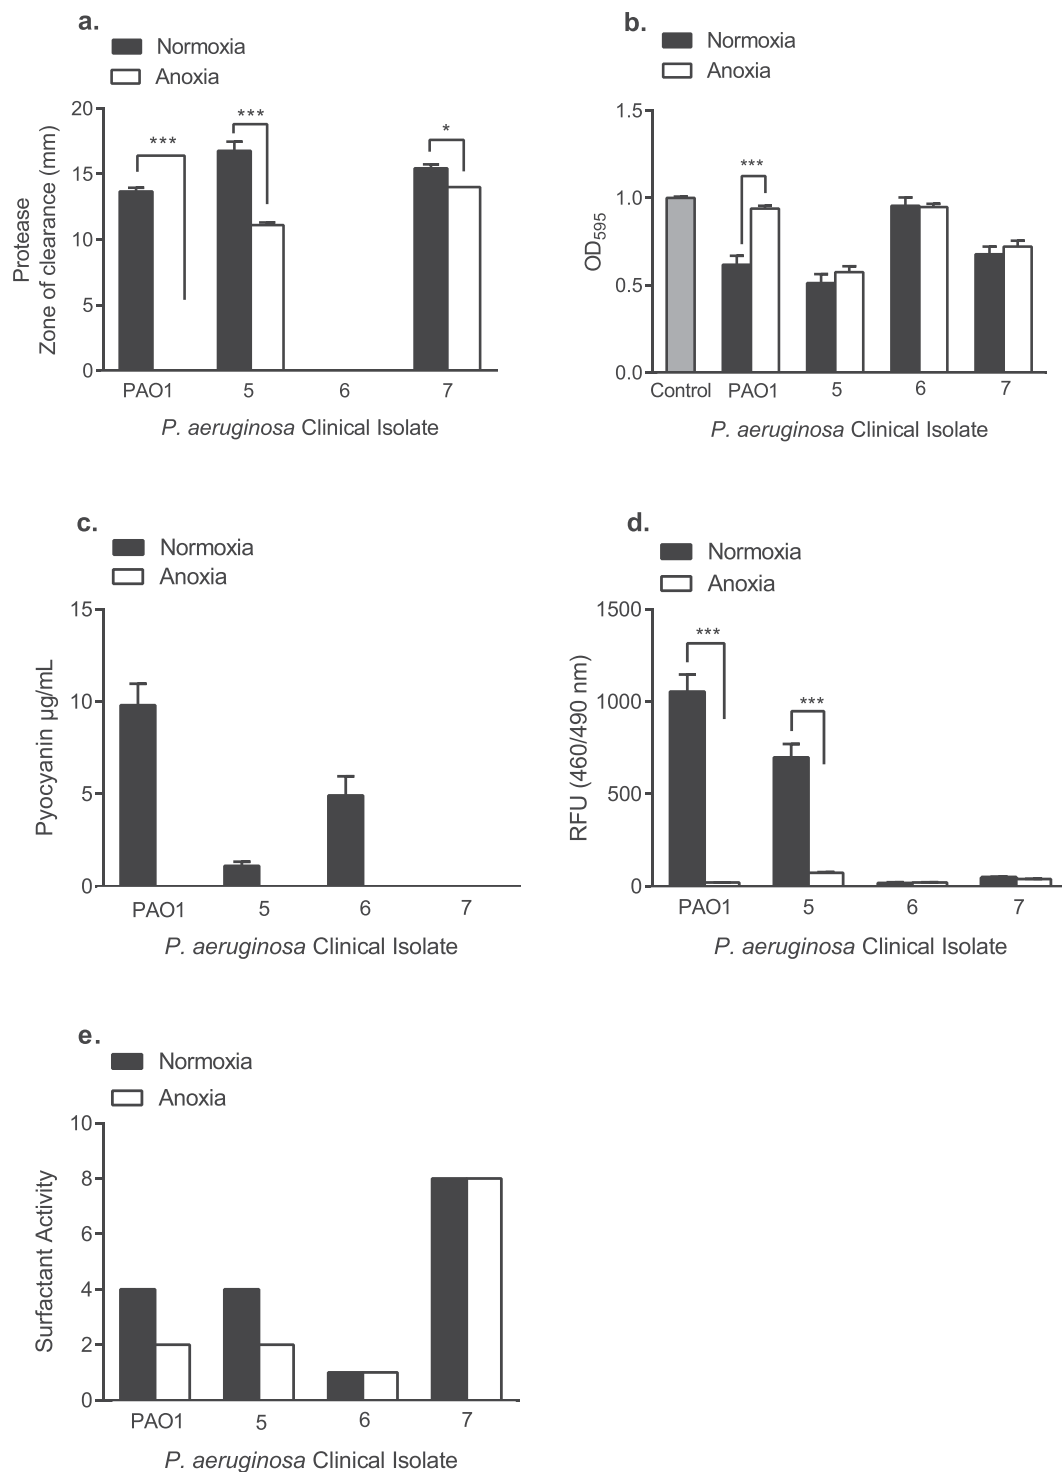 a.
Normoxia
Anoxia
***
***
*
20
15
10
5
0
Protease
Zone of clearance (mm)
PAO1 5 6 7
P. aeruginosa Clinical Isolate
b.
Normoxia
Anoxia
***
1.5
1.0
0.5
0.0
OD595
Control PAO1 5 6 7
P. aeruginosa Clinical Isolate
c.
Normoxia
Anoxia
15
10
5
0
Pyocyanin µg/mL
PAO1 5 6 7
P. aeruginosa Clinical Isolate
d.
Normoxia
Anoxia
***
***
1500
1000
500
0
RFU (460/490 nm)
PAO1 5 6 7
P. aeruginosa Clinical Isolate
e.
Normoxia
Anoxia
10
8
6
4
2
0
Surfactant Activity
PAO1 5 6 7
P. aeruginosa Clinical Isolate